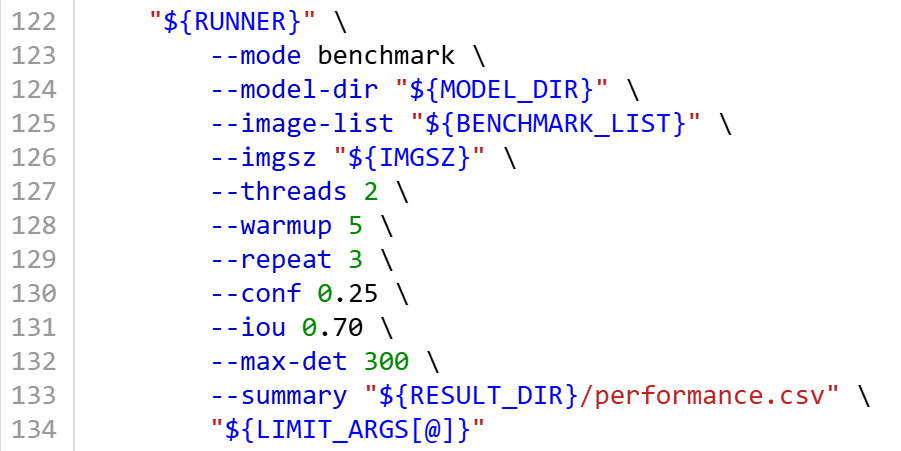 122 "${RUNNER}" \
123 --mode benchmark \
124 --model-dir "${MODEL_DIR}" \
125 --image-list "${BENCHMARK_LIST}" \
126 --imgsz "${IMGSZ}" \
127 --threads 2 \
128 --warmup 5 \
129 --repeat 3 \
130 --conf 0.25 \
131 --iou 0.70 \
132 --max-det 300 \
133 --summary "${RESULT_DIR}/performance.csv" \
134 "${LIMIT_ARGS[@]}"